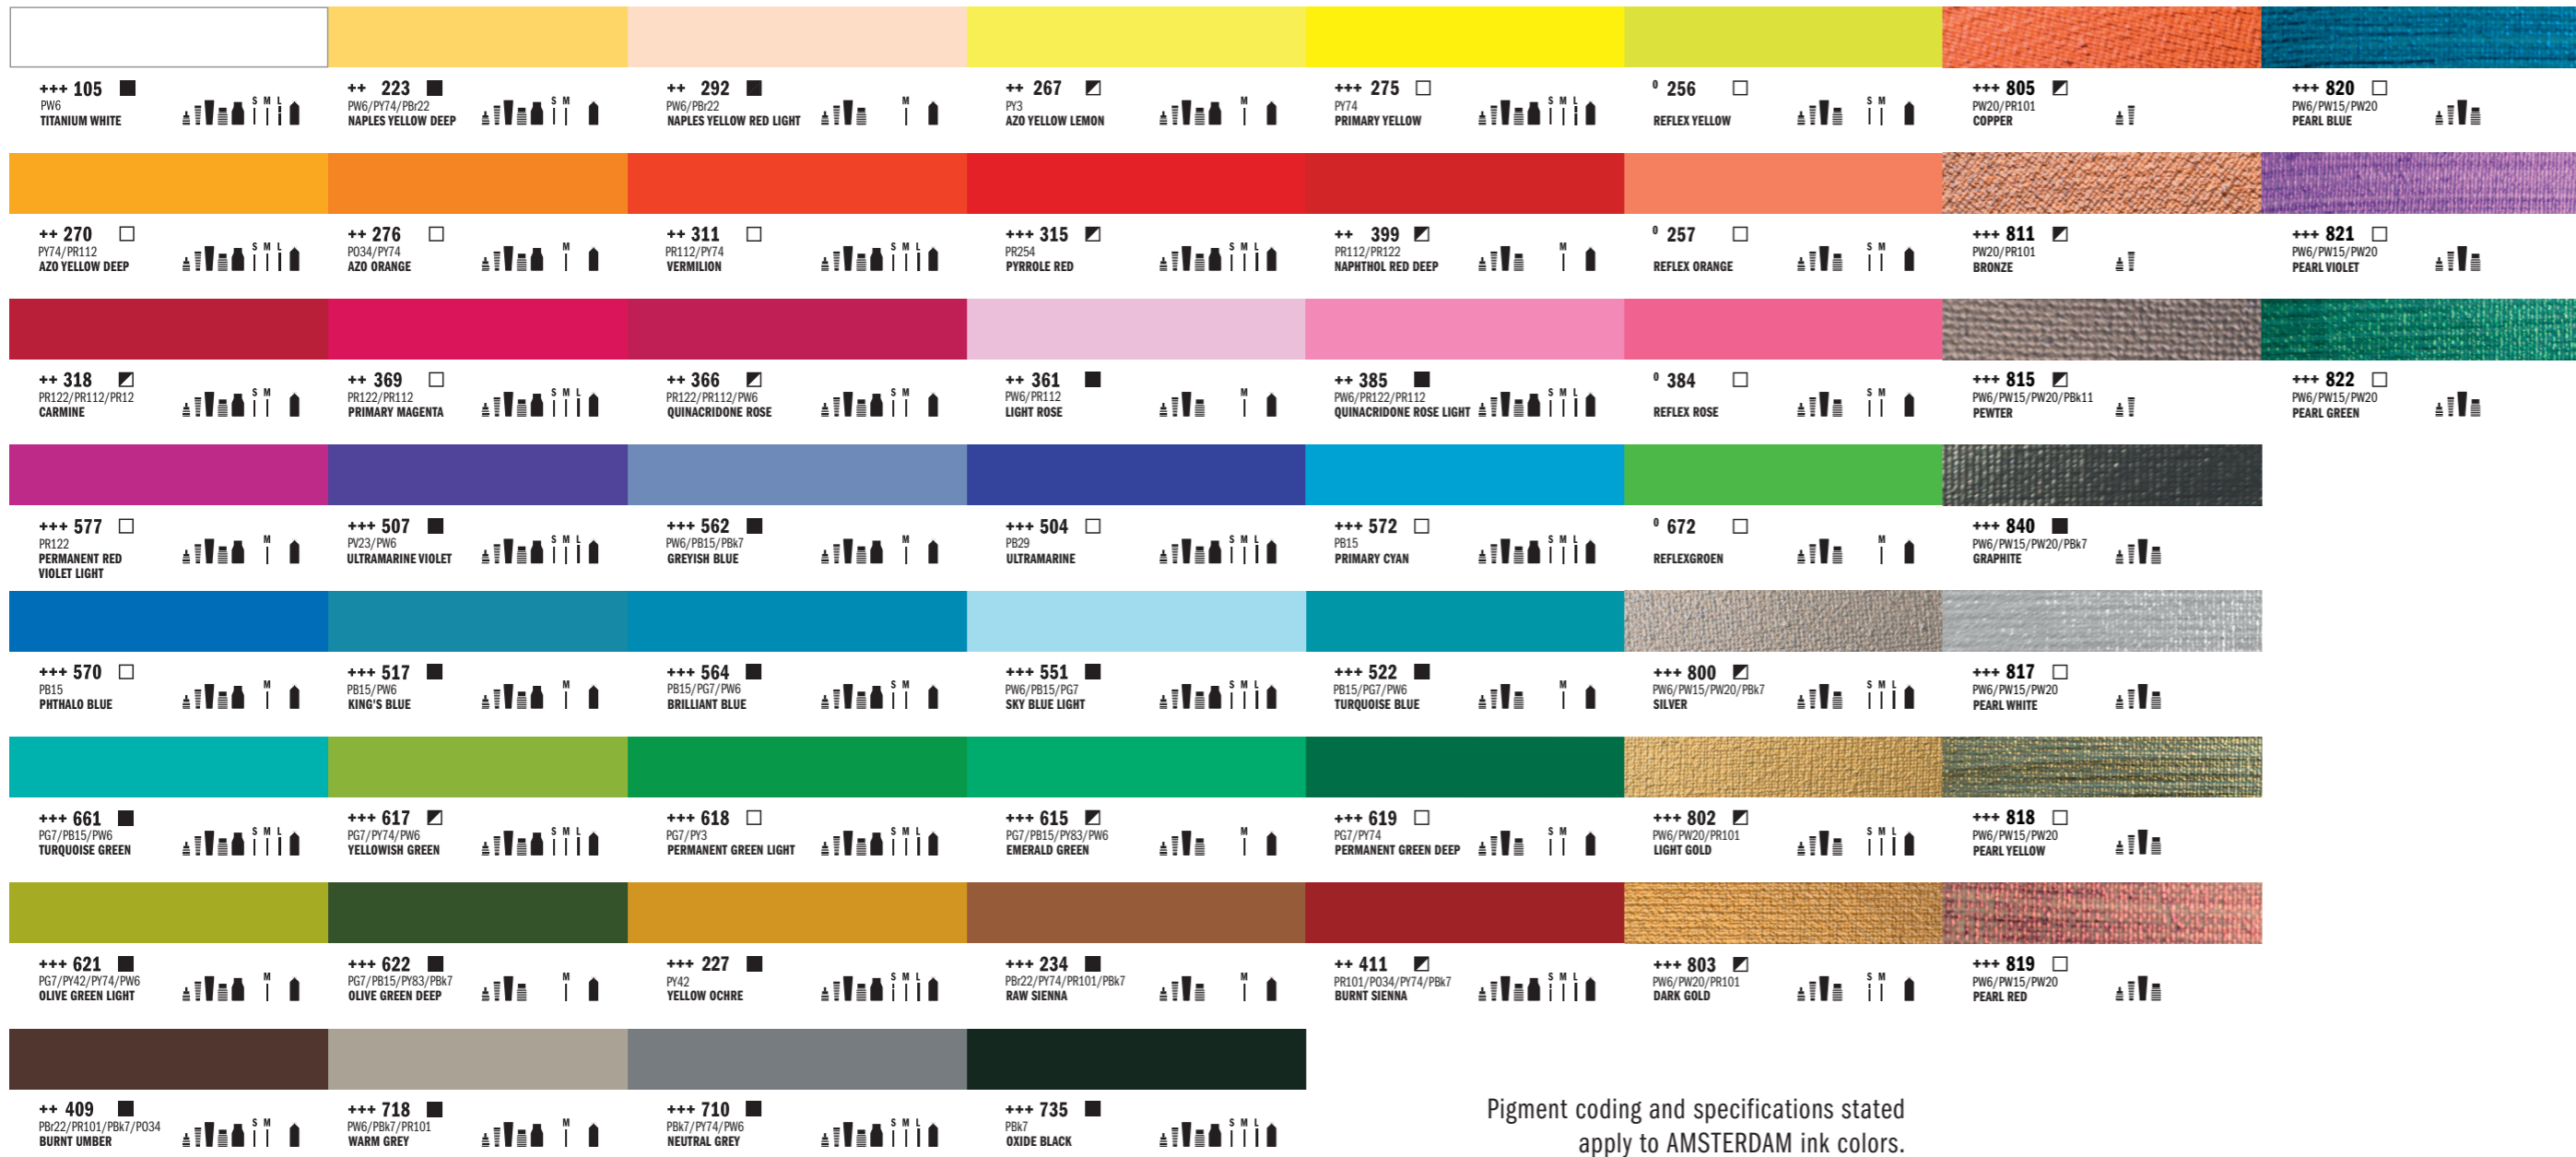 +++ 105 S M L
PW6
TITANIUM WHITE
++ 223 S M
PW6/PY74/PBr22
NAPLES YELLOW DEEP
++ 292 M
PW6/PBr22
NAPLES YELLOW RED LIGHT
++ 267 M
PY3
AZO YELLOW LEMON
+++ 275 S M L
PY74
PRIMARY YELLOW
0 256 S M
REFLEX YELLOW
+++ 805
PW20/PR101
COPPER
+++ 820
PW6/PW15/PW20
PEARL BLUE
++ 270 S M L
PY74/PR112
AZO YELLOW DEEP
++ 276 M
PO34/PY74
AZO ORANGE
++ 311 S M L
PR112/PY74
VERMILION
+++ 315 S M L
PR254
PYRROLE RED
++ 399 M
PR112/PR122
NAPHTHOL RED DEEP
0 257 S M
REFLEX ORANGE
+++ 811
PW20/PR101
BRONZE
+++ 821
PW6/PW15/PW20
PEARL VIOLET
++ 318 S M
PR122/PR112/PR12
CARMINE
++ 369 S M L
PR122/PR112
PRIMARY MAGENTA
++ 366 S M
PR122/PR112/PW6
QUINACRIDONE ROSE
++ 361 M
PW6/PR112
LIGHT ROSE
++ 385 S M L
PW6/PR122/PR112
QUINACRIDONE ROSE LIGHT
0 384 S M
REFLEX ROSE
+++ 815
PW6/PW15/PW20/PBk11
PEWTER
+++ 822
PW6/PW15/PW20
PEARL GREEN
+++ 577 M
PR122
PERMANENT RED
VIOLET LIGHT
+++ 507 S M L
PV23/PW6
ULTRAMARINE VIOLET
+++ 562 M
PW6/PB15/PBk7
GREYISH BLUE
+++ 504 S M L
PB29
ULTRAMARINE
+++ 572 S M L
PB15
PRIMARY CYAN
0 672 M
REFLEXGROEN
+++ 840
PW6/PW15/PW20/PBk7
GRAPHITE
+++ 570 M
PB15
PHTHALO BLUE
+++ 517 M
PB15/PW6
KING'S BLUE
+++ 564 S M
PB15/PG7/PW6
BRILLIANT BLUE
+++ 551 S M L
PW6/PB15/PG7
SKY BLUE LIGHT
+++ 522 M
PB15/PG7/PW6
TURQUOISE BLUE
+++ 800 S M L
PW6/PW15/PW20/PBk7
SILVER
+++ 817
PW6/PW15/PW20
PEARL WHITE
+++ 661 S M L
PG7/PB15/PW6
TURQUOISE GREEN
+++ 617 S M L
PG7/PY74/PW6
YELLOWISH GREEN
+++ 618 S M L
PG7/PY3
PERMANENT GREEN LIGHT
+++ 615 M
PG7/PB15/PY83/PW6
EMERALD GREEN
+++ 619 S M
PG7/PY74
PERMANENT GREEN DEEP
+++ 802 S M L
PW6/PW20/PR101
LIGHT GOLD
+++ 818
PW6/PW15/PW20
PEARL YELLOW
+++ 621 M
PG7/PY42/PY74/PW6
OLIVE GREEN LIGHT
+++ 622 M
PG7/PB15/PY83/PBk7
OLIVE GREEN DEEP
+++ 227 S M L
PY42
YELLOW OCHRE
+++ 234 M
PBr22/PY74/PR101/PBk7
RAW SIENNA
++ 411 S M L
PR101/PO34/PY74/PBk7
BURNT SIENNA
+++ 803 S M
PW6/PW20/PR101
DARK GOLD
+++ 819
PW6/PW15/PW20
PEARL RED
++ 409 S M
PBr22/PR101/PBk7/PO34
BURNT UMBER
+++ 718 M
PW6/PBk7/PR101
WARM GREY
+++ 710 S M L
PBk7/PY74/PW6
NEUTRAL GREY
+++ 735 S M L
PBk7
OXIDE BLACK
Pigment coding and specifications stated
apply to AMSTERDAM ink colors.